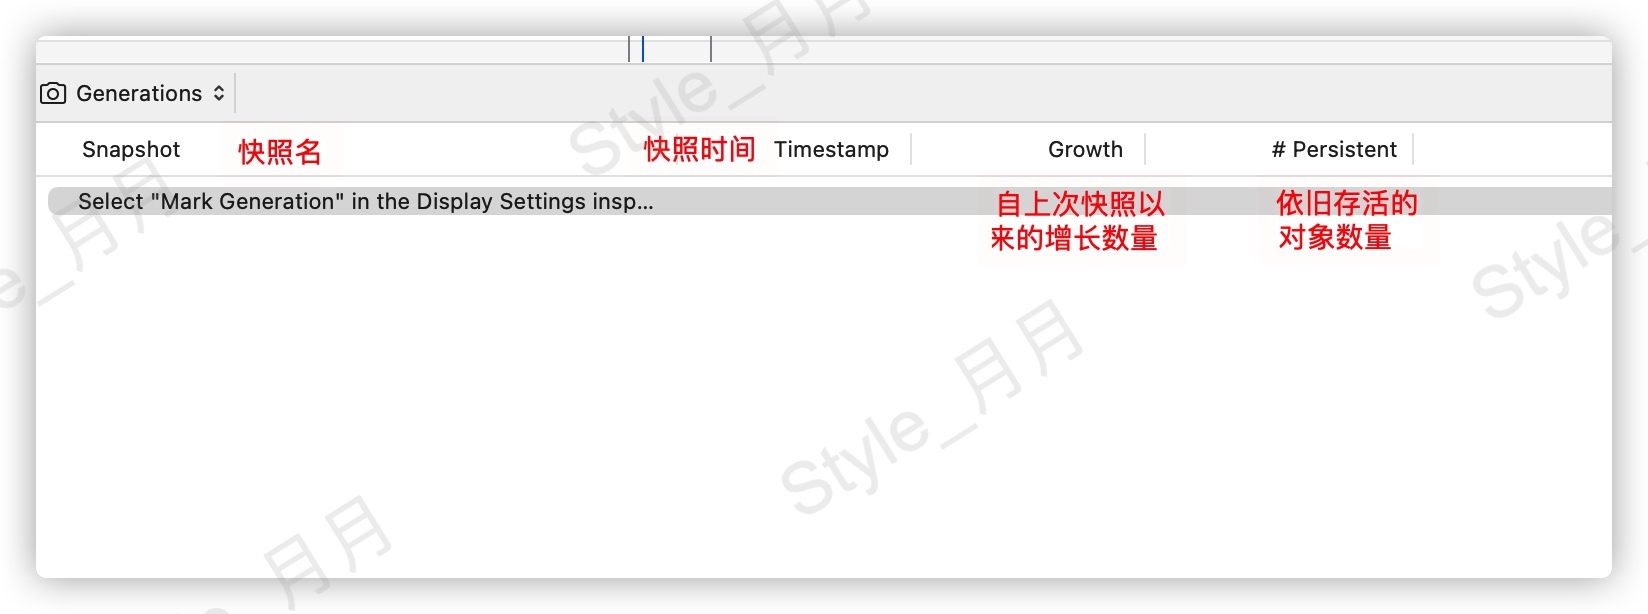 Generations
Snapshot 快照名 快照时间 Timestamp Growth # Persistent
Select "Mark Generation" in the Display Settings insp...
自上次快照以
来的增长数量
依旧存活的
对象数量
Style_月月
Style_月月
Style_月月
Style_月月
Style